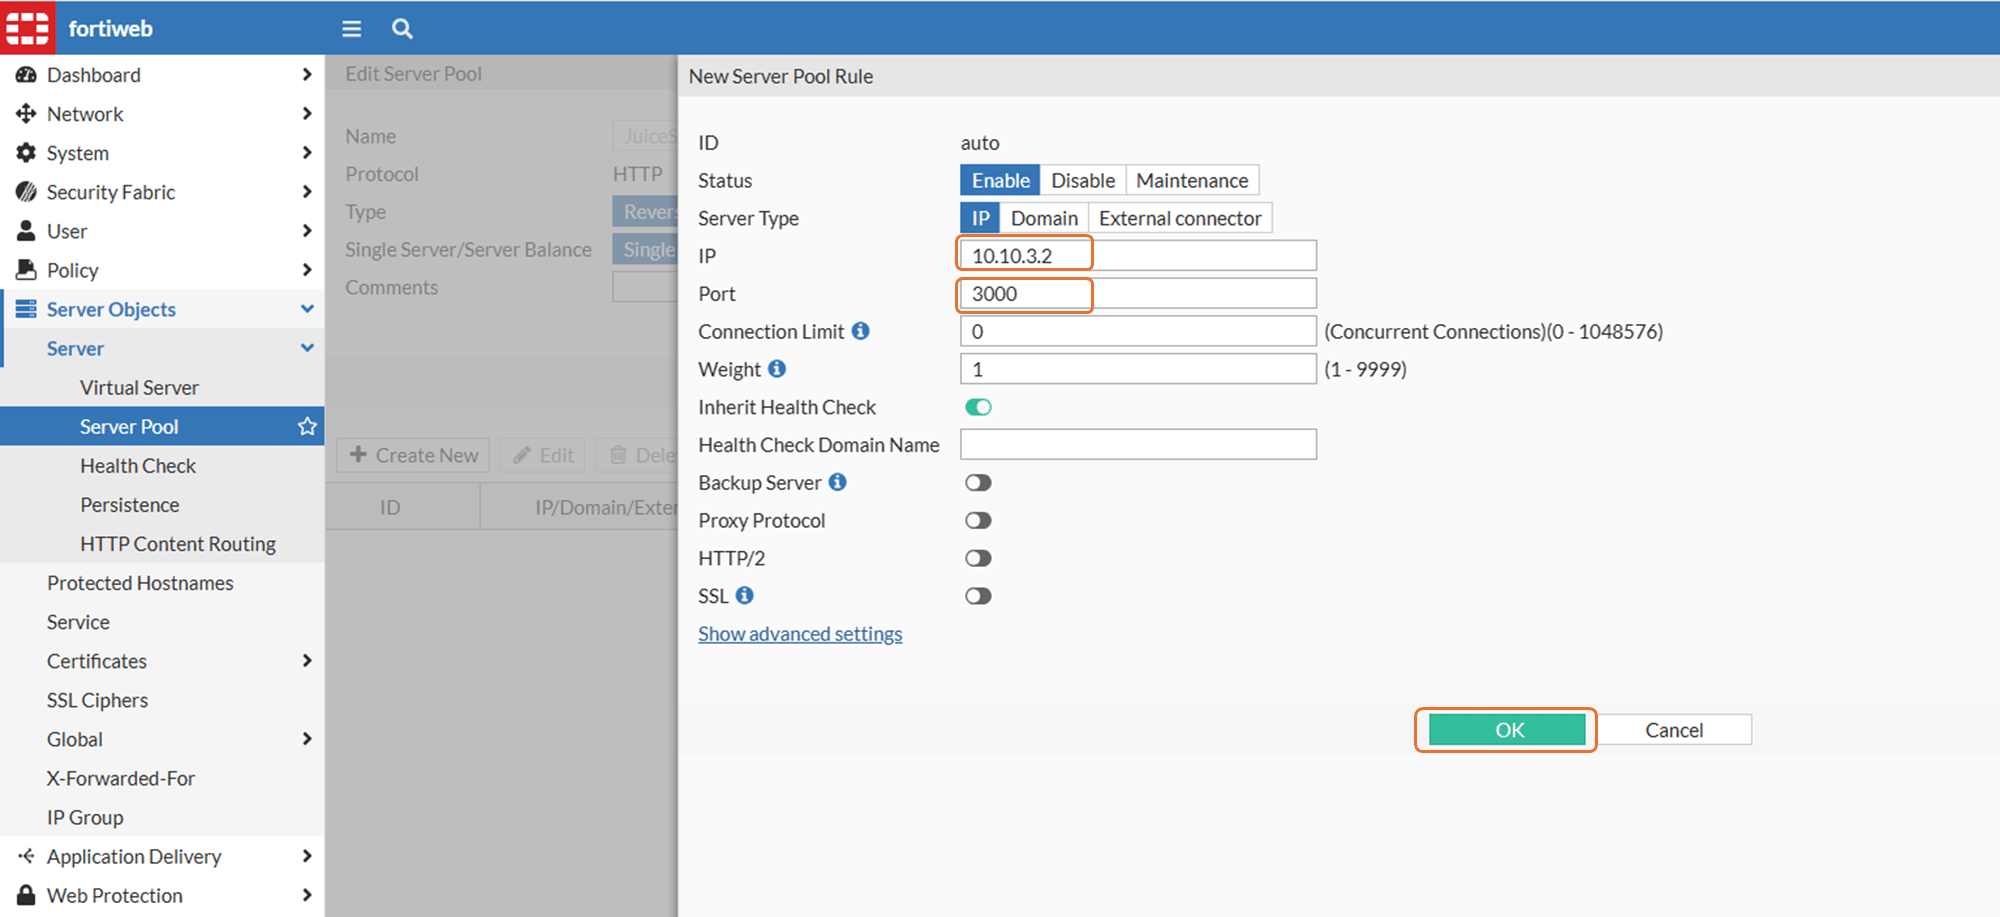 fortiweb
Dashboard
Network
System
Security Fabric
User
Policy
Server Objects
Server
Virtual Server
Server Pool
Health Check
Persistence
HTTP Content Routing
Protected Hostnames
Service
Certificates
SSL Ciphers
Global
X-Forwarded-For
IP Group
Application Delivery
Web Protection
Edit Server Pool
Name JuiceS
Protocol HTTP
Type Revers
Single Server/Server Balance Single
Comments
Create New Edit Dele
ID IP/Domain/Exter
New Server Pool Rule
ID auto
Status Enable Disable Maintenance
Server Type IP Domain External connector
IP 10.10.3.2
Port 3000
Connection Limit 0 (Concurrent Connections)(0 - 1048576)
Weight 1 (1 - 9999)
Inherit Health Check
Health Check Domain Name
Backup Server
Proxy Protocol
HTTP/2
SSL
Show advanced settings
OK Cancel